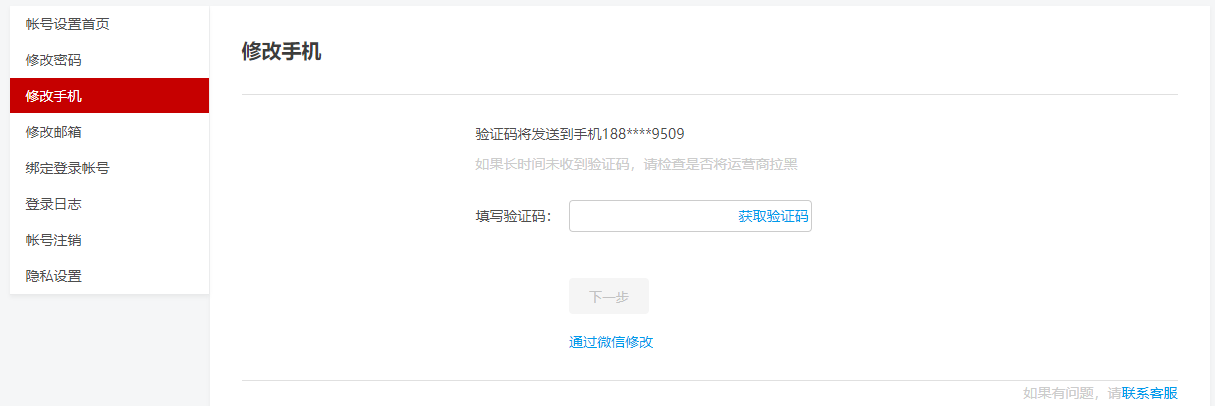 帐号设置首页
修改密码
修改手机
修改邮箱
绑定登录帐号
登录日志
帐号注销
隐私设置
修改手机
验证码将发送到手机188****9509
如果长时间未收到验证码，请检查是否将运营商拉黑
填写验证码： 获取验证码
下一步
通过微信修改
如果有问题，请联系客服